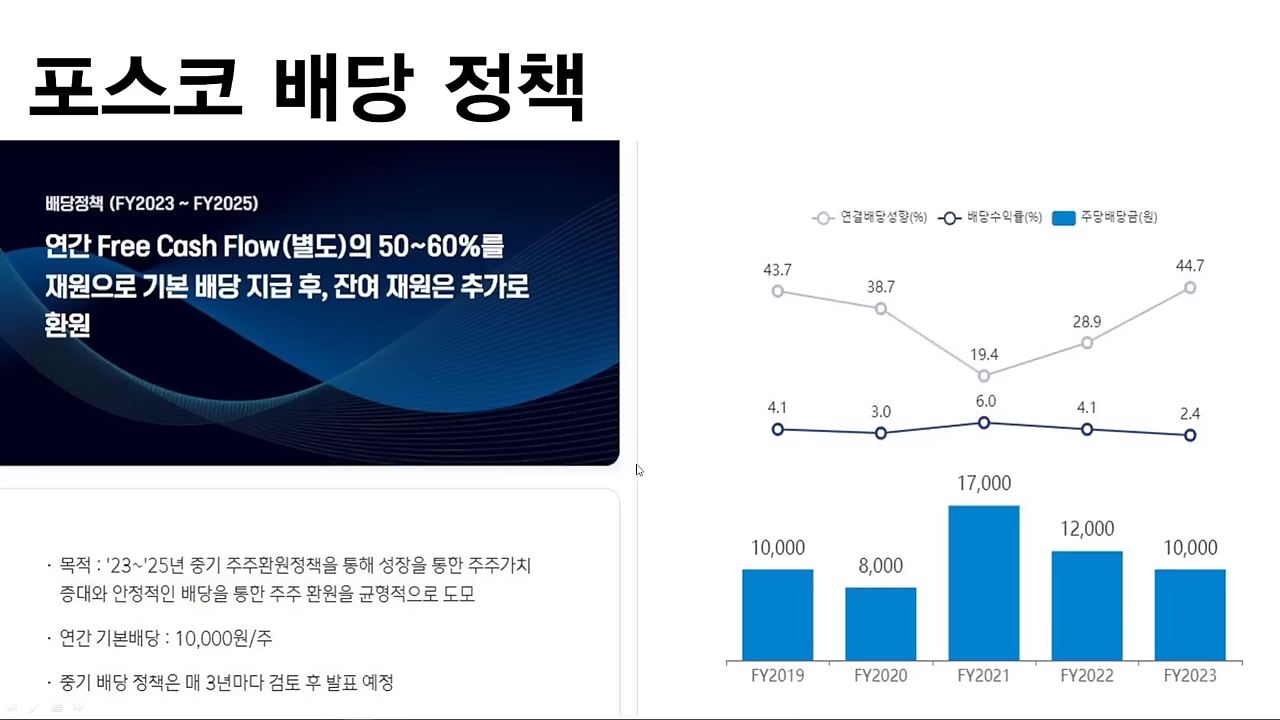 포스코 배당 정책
배당정책 (FY2023 ~ FY2025)
연간 Free Cash Flow(별도)의 50~60%를
재원으로 기본 배당 지급 후, 잔여 재원은 추가로
환원
· 목적 : '23~'25년 중기 주주환원정책을 통해 성장을 통한 주주가치
증대와 안정적인 배당을 통한 주주 환원을 균형적으로 도모
· 연간 기본배당 : 10,000원/주
· 중기 배당 정책은 매 3년마다 검토 후 발표 예정
연결배당성향(%) 배당수익률(%) 주당배당금(원)
43.7 38.7 19.4 28.9 44.7
4.1 3.0 6.0 4.1 2.4
10,000 8,000 17,000 12,000 10,000
FY2019 FY2020 FY2021 FY2022 FY2023